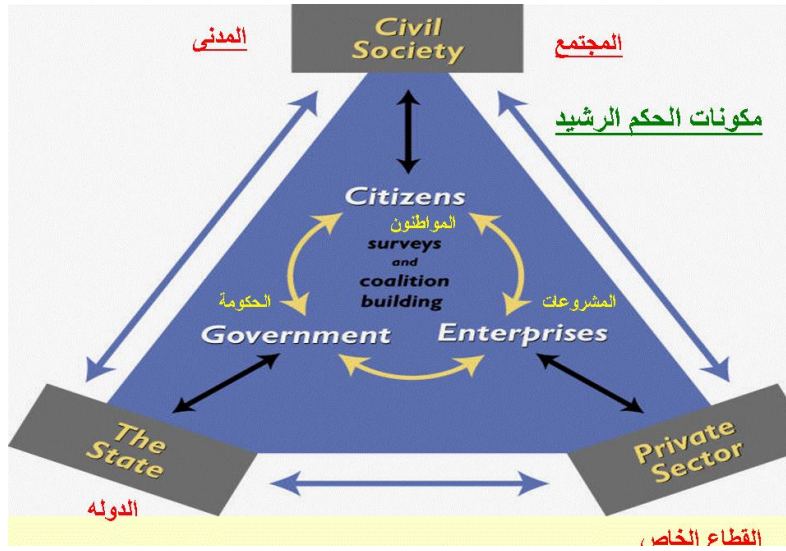 Civil
Society
المجتمع
المدنى
مكونات الحكم الرشيد
Citizens
المواطنون
surveys
and
coalition
building
الحكومة
المشروعات
Government
Enterprises
The
State
Private
Sector
الدوله
القطاع الخاص